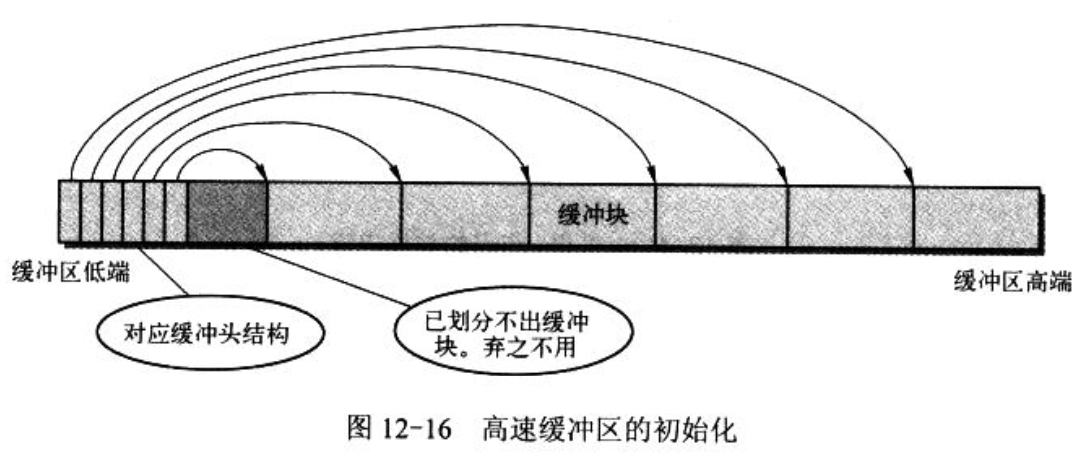 缓冲块
缓冲区低端
缓冲区高端
对应缓冲头结构
已划分不出缓冲
块。弃之不用
图 12-16 高速缓冲区的初始化